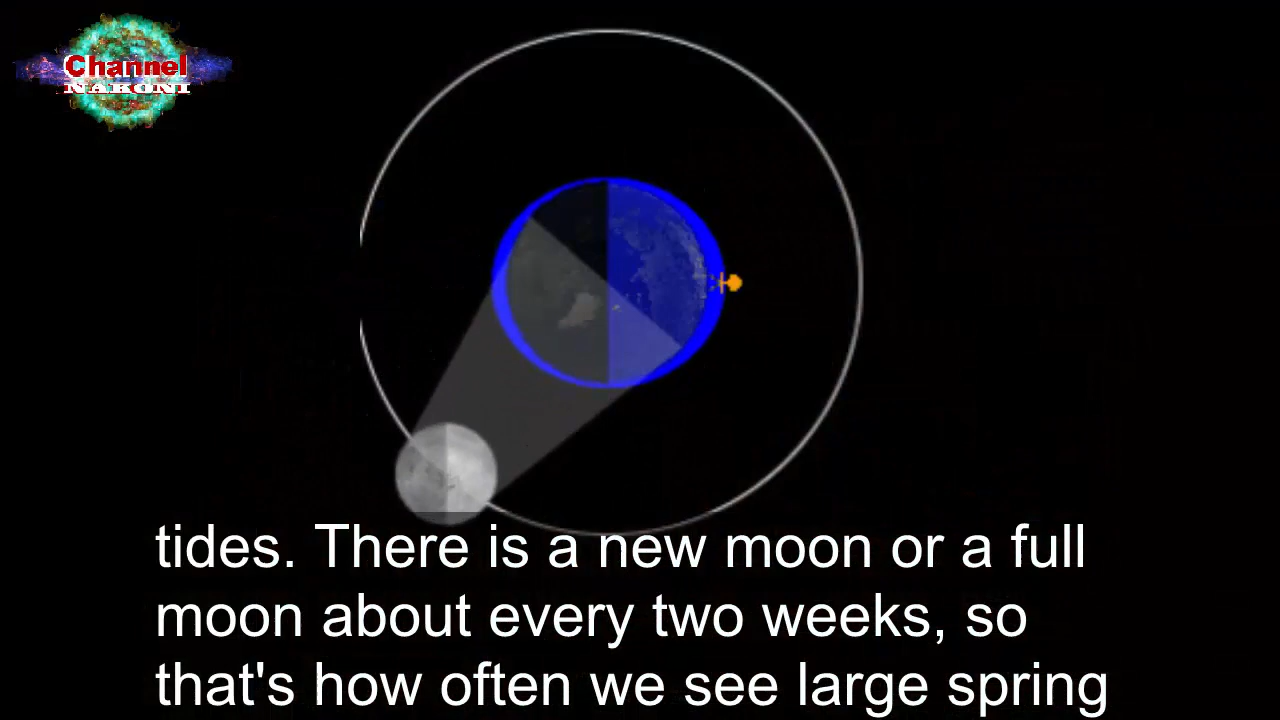 Channel
NAKONI
tides. There is a new moon or a full
moon about every two weeks, so
that's how often we see large spring